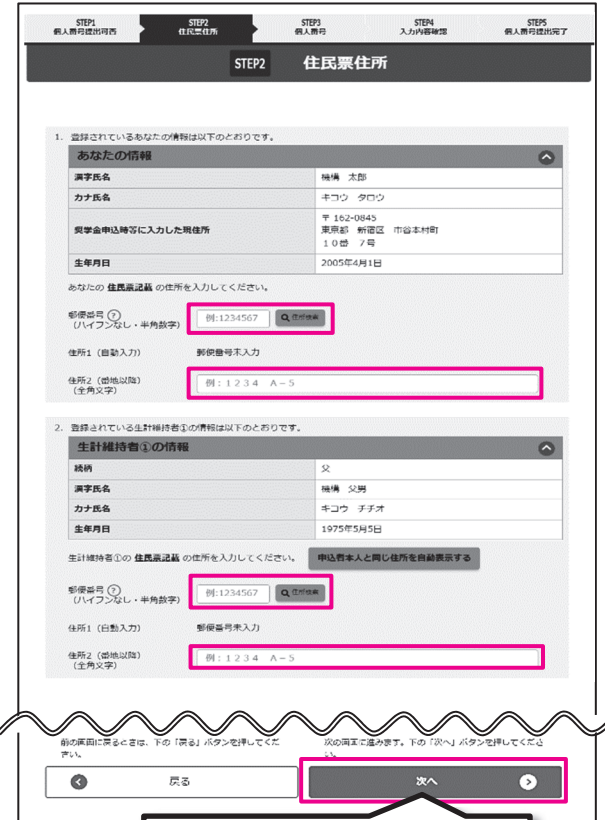 STEP1 STEP2 STEP3 STEP4 STEP5
個人番号提出可否 住民票住所 個人番号 入力内容確認 個人番号提出完了
STEP2 住民票住所
1. 登録されているあなたの情報は以下のとおりです。
あなたの情報
漢字氏名 機構 太郎
カナ氏名 キコウ タロウ
〒 162-0845
奨学金申込時等に入力した現住所 東京都 新宿区 市谷本村町
10番 7号
生年月日 2005年4月1日
あなたの 住民票記載 の住所を入力してください。
郵便番号 ?
(ハイフンなし・半角数字) 例:1234567 住所検索
住所1(自動入力) 郵便番号未入力
住所2(番地以降)
(全角文字) 例:1234 A-5
2. 登録されている生計維持者①の情報は以下のとおりです。
生計維持者①の情報
続柄 父
漢字氏名 機構 父男
カナ氏名 キコウ チチオ
生年月日 1975年5月5日
生計維持者①の 住民票記載 の住所を入力してください。 申込者本人と同じ住所を自動表示する
郵便番号 ?
(ハイフンなし・半角数字) 例:1234567 住所検索
住所1(自動入力) 郵便番号未入力
住所2(番地以降)
(全角文字) 例:1234 A-5
前の画面に戻るときは、下の「戻る」ボタンを押してくだ 次の画面に進みます。下の「次へ」ボタンを押してくださ
さい。 い。
戻る 次へ